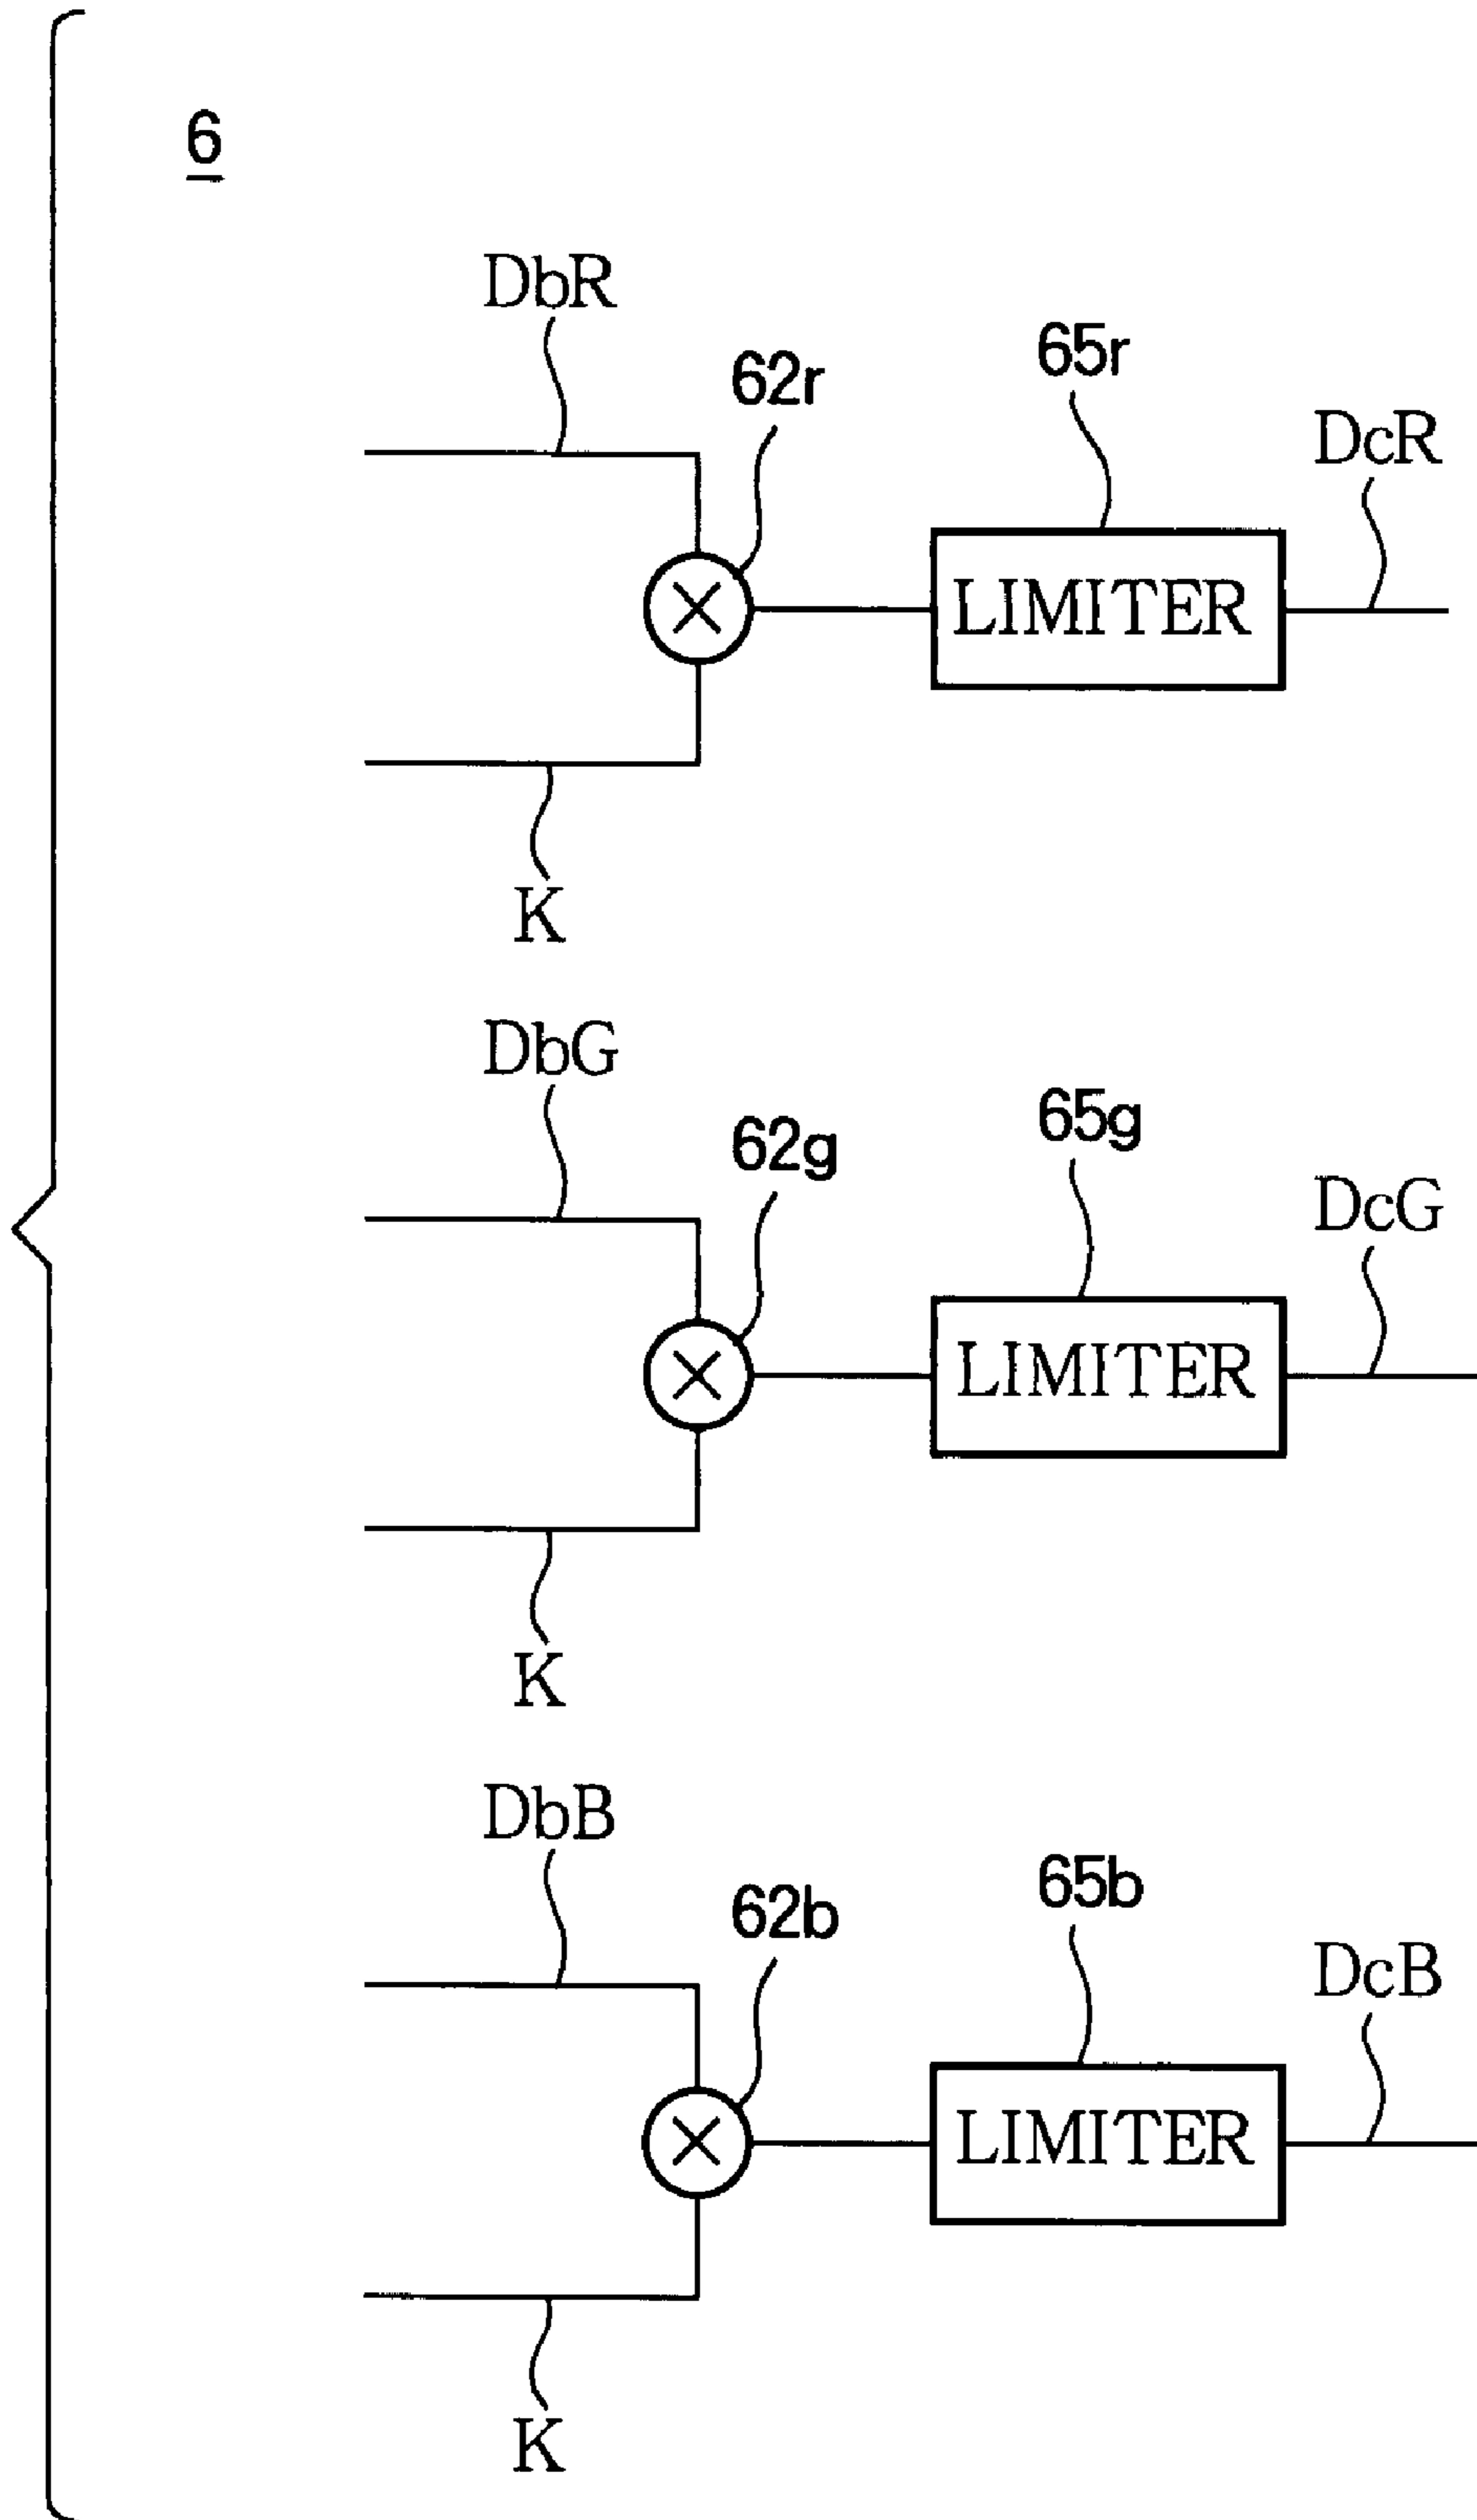 6
DbR
62r
65r
DcR
LIMITER
K
DbG
62g
65g
DcG
LIMITER
K
DbB
62b
65b
DcB
LIMITER
K